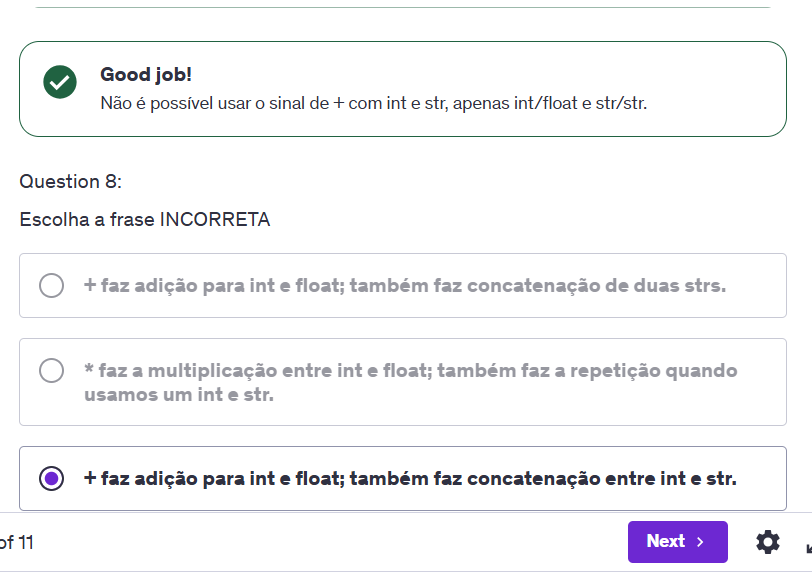 Good job!
Não é possível usar o sinal de + com int e str, apenas int/float e str/str.
Question 8:
Escolha a frase INCORRETA
+ faz adição para int e float; também faz concatenação de duas strs.
* faz a multiplicação entre int e float; também faz a repetição quando
usamos um int e str.
+ faz adição para int e float; também faz concatenação entre int e str.
of 11
Next >